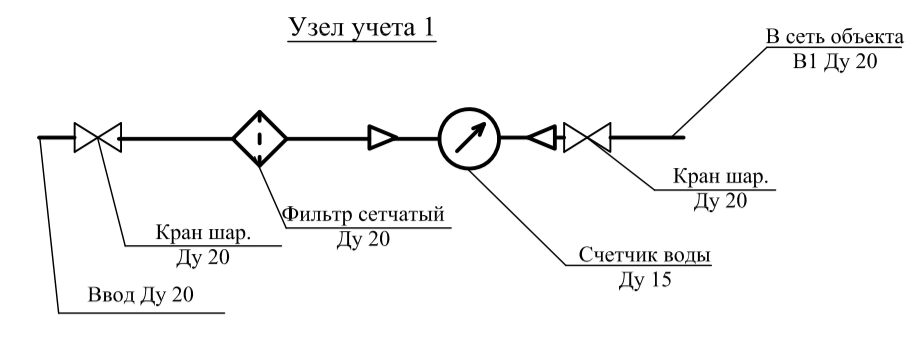 Узел учета 1
В сеть объекта
В1 Ду 20
Кран шар.
Ду 20
Фильтр сетчатый
Ду 20
Кран шар.
Ду 20
Счетчик воды
Ду 15
Ввод Ду 20